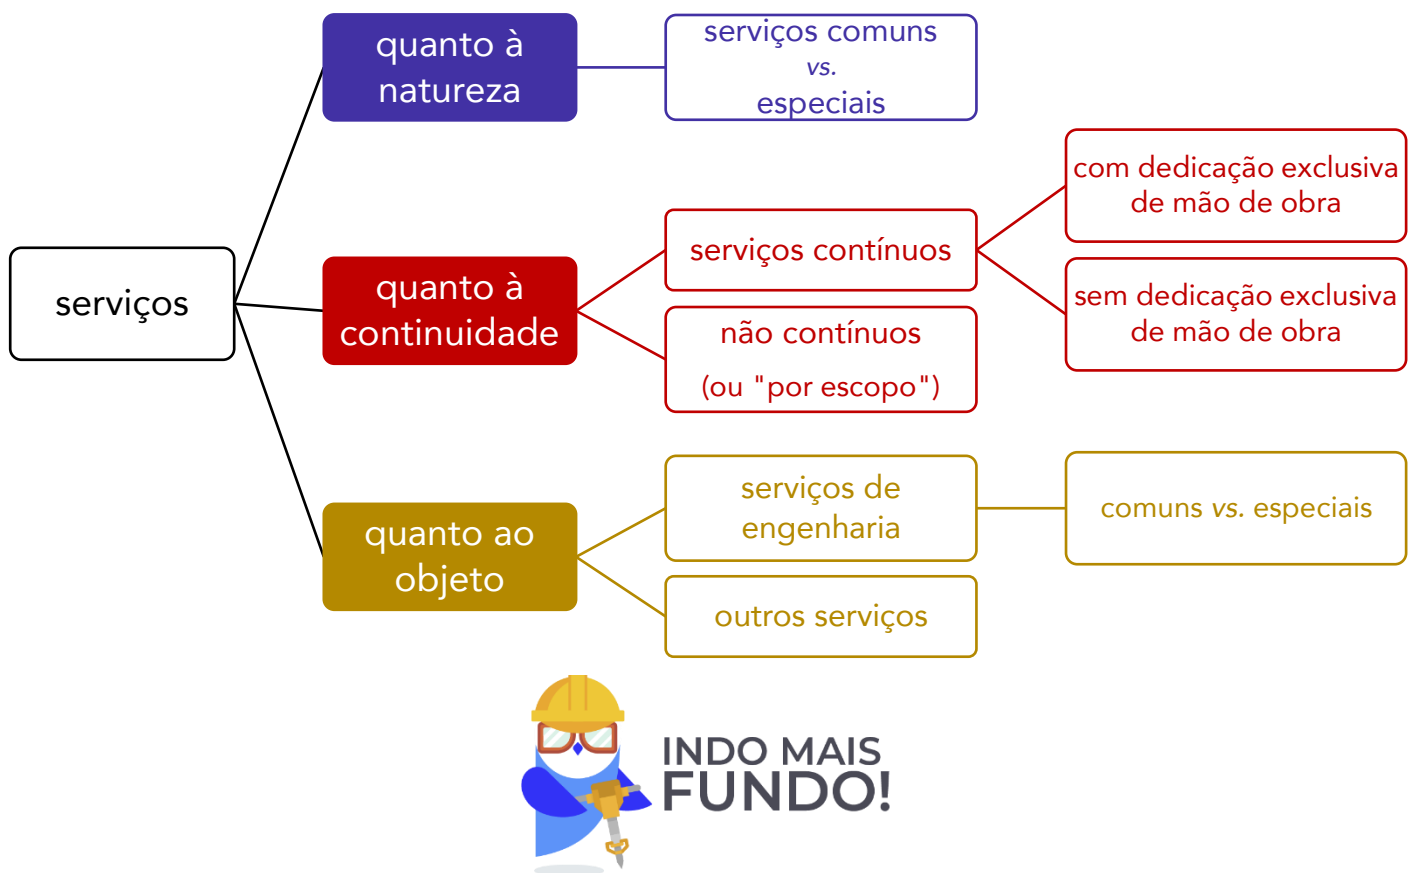 serviços
quanto à
natureza
serviços comuns
vs.
especiais
quanto à
continuidade
serviços contínuos
com dedicação exclusiva
de mão de obra
sem dedicação exclusiva
de mão de obra
não contínuos
(ou "por escopo")
quanto ao
objeto
serviços de
engenharia
comuns vs. especiais
outros serviços
INDO MAIS
FUNDO!